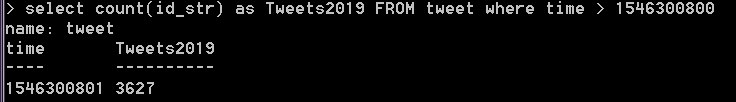 > select count(id_str) as Tweets2019 FROM tweet where time > 1546300800
name: tweet
time       Tweets2019
----       ----------
1546300801 3627